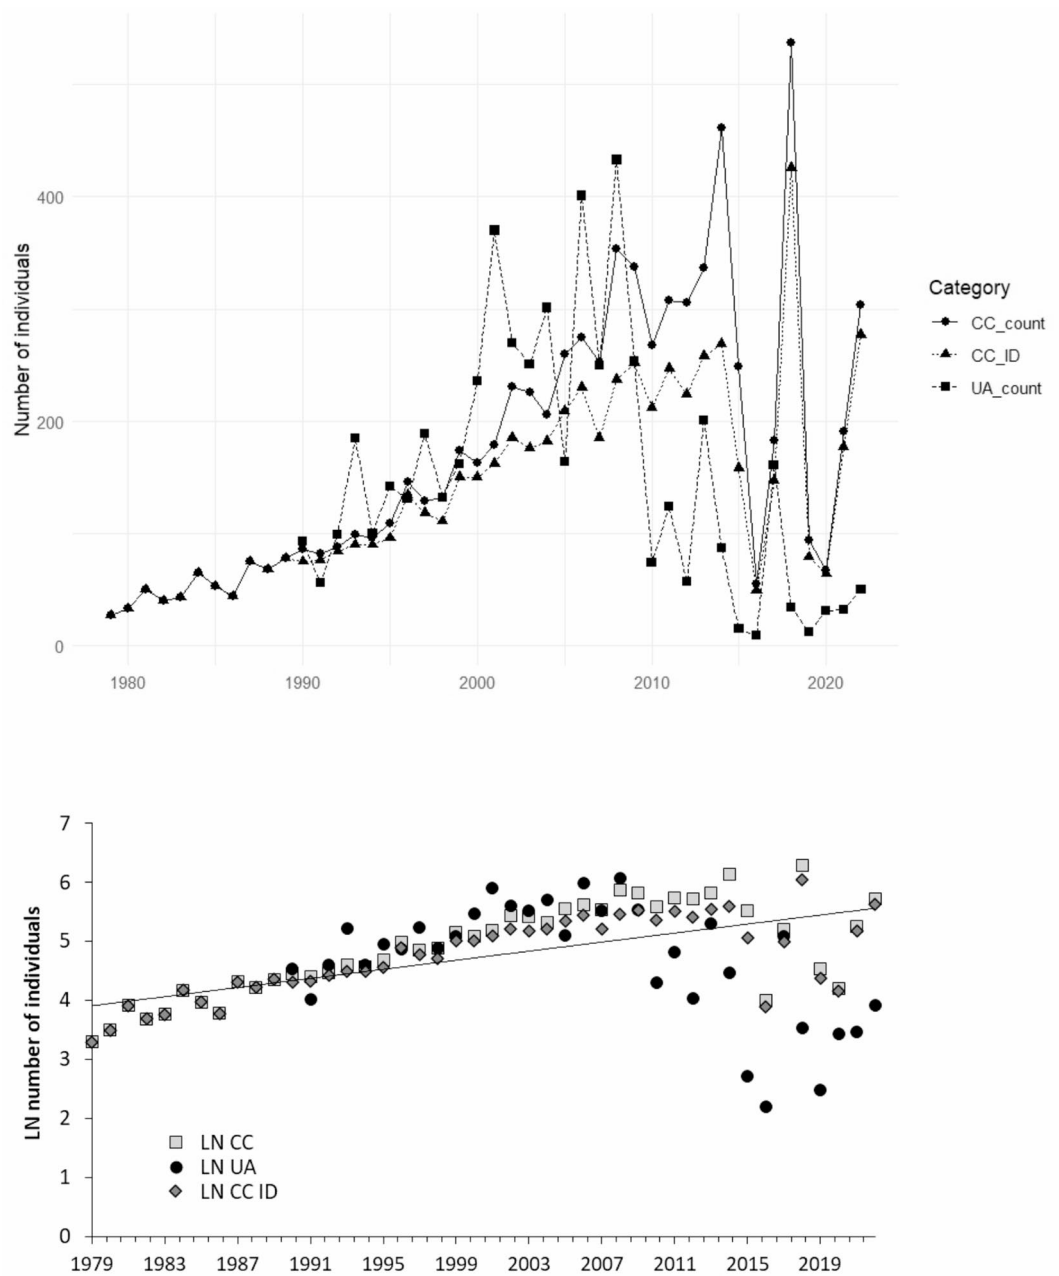 400
200
0
Number of individuals
1980 1990 2000 2010 2020
Category
CC_count
CC_ID
UA_count
7
6
5
4
3
2
1
0
LN number of individuals
LN CC
LN UA
LN CC ID
1979 1983 1987 1991 1995 1999 2003 2007 2011 2015 2019